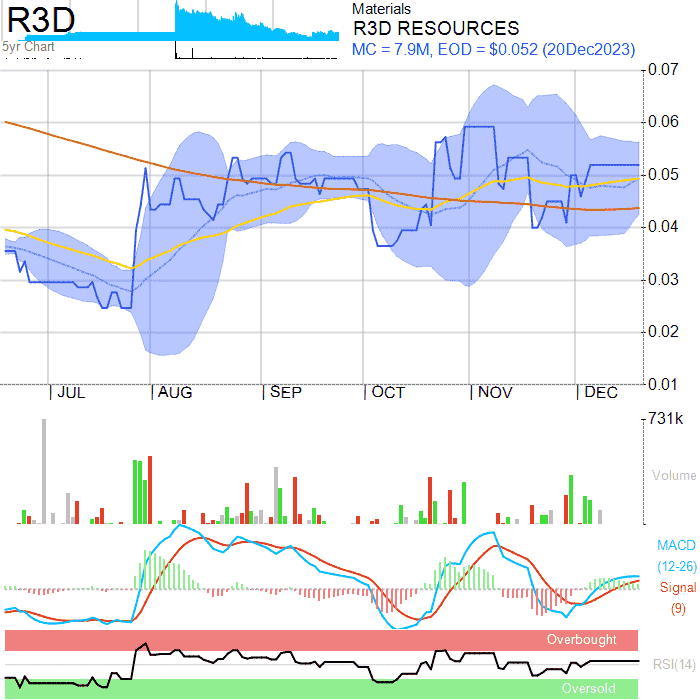 R3D
5yr Chart
Materials
R3D RESOURCES
MC = 7.9M, EOD = $0.052 (20Dec2023)
0.07
0.06
0.05
0.04
0.03
0.02
0.01
JUL
AUG
SEP
OCT
NOV
DEC
731k
Volume
MACD
(12-26)
Signal
(9)
Overbought
RSI(14)
Oversold